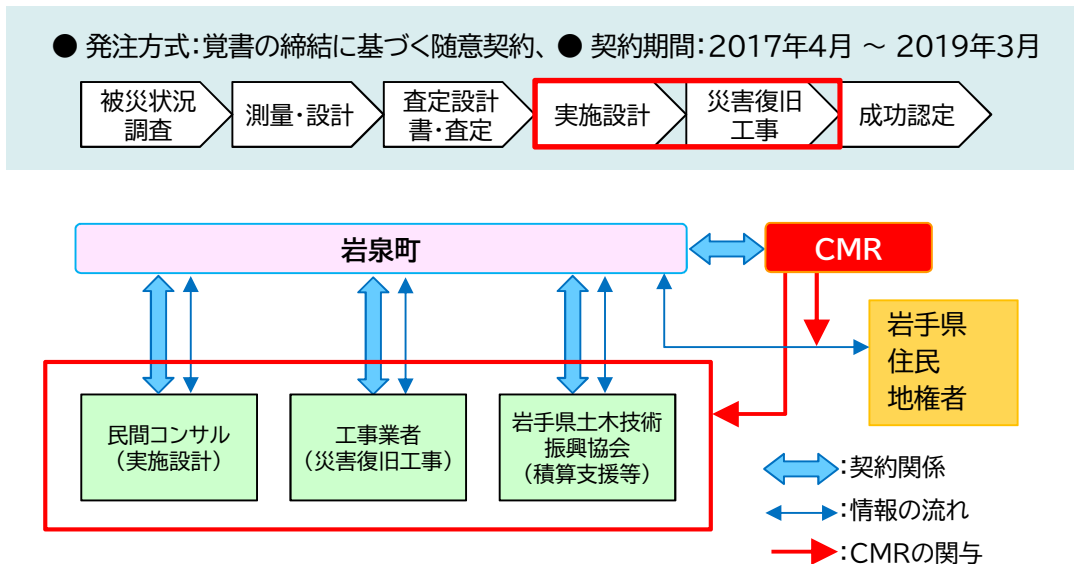 ● 発注方式：覚書の締結に基づく随意契約、 ● 契約期間：2017年4月 ～ 2019年3月
被災状況
調査
測量・設計
査定設計
書・査定
実施設計
災害復旧
工事
成功認定
岩泉町
CMR
岩手県
住民
地権者
民間コンサル
（実施設計）
工事業者
（災害復旧工事）
岩手県土木技術
振興協会
（積算支援等）
：契約関係
：情報の流れ
：CMRの関与